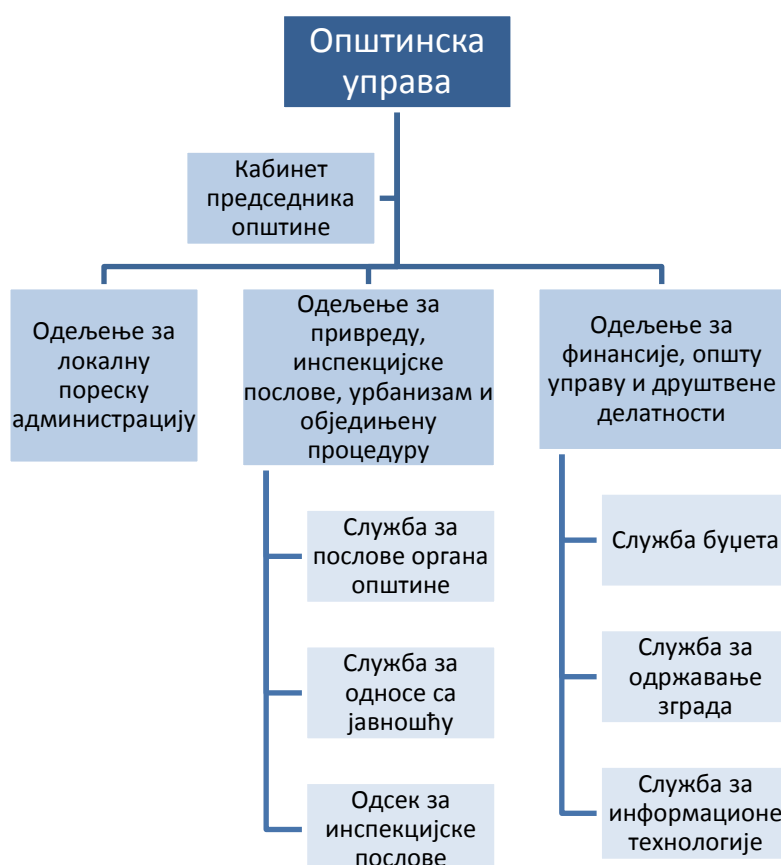 Општинска
управа
Кабинет
председника
општине
Одељење за
локалну
пореску
администрацију
Одељење за
привреду,
инспекцијске
послове, урбанизам и
обједињену
процедуру
Одељење за
финансије, општу
управу и друштвене
делатности
Служба за
послове органа
општине
Служба за
односе са
јавношћу
Одсек за
инспекцијске
послове
Служба буџета
Служба за
одржавање
зграда
Служба за
информационе
технологије